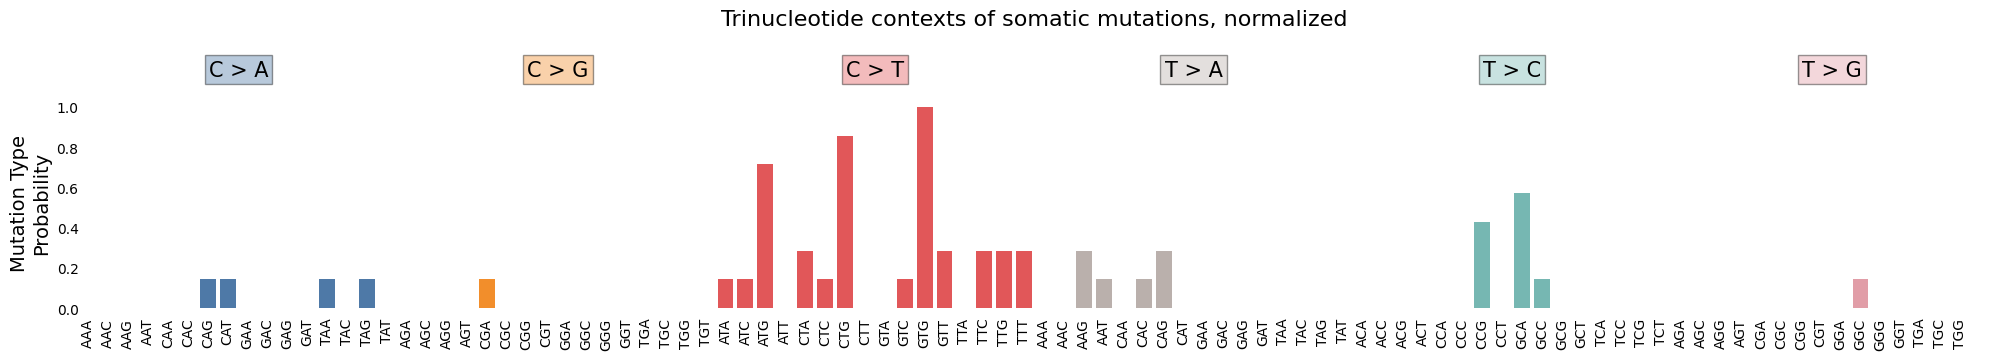 Trinucleotide contexts of somatic mutations, normalized
C > A
C > G
C > T
T > A
T > C
T > G
Mutation Type
Probability
1.0
0.8
0.6
0.4
0.2
0.0
AAA
AAC
AAG
AAT
CAA
CAC
CAG
CAT
GAA
GAC
GAG
GAT
TAA
TAC
TAG
TAT
AGA
AGC
AGG
AGT
CGA
CGC
CGG
CGT
GGA
GGC
GGG
GGT
TGA
TGC
TGG
TGT
ATA
ATC
ATG
ATT
CTA
CTC
CTG
CTT
GTA
GTC
GTG
GTT
TTA
TTC
TTG
TTT
AAA
AAC
AAG
AAT
CAA
CAC
CAG
CAT
GAA
GAC
GAG
GAT
TAA
TAC
TAG
TAT
ACA
ACC
ACG
ACT
CCA
CCC
CCG
CCT
GCA
GCC
GCG
GCT
TCA
TCC
TCG
TCT
AGA
AGC
AGG
AGT
CGA
CGC
CGG
CGT
GGA
GGC
GGG
GGT
TGA
TGC
TGG